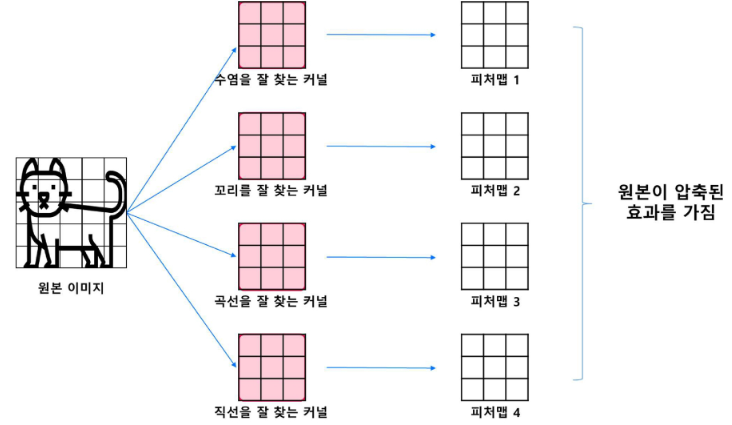 수염을 잘 찾는 커널
피처맵 1
꼬리를 잘 찾는 커널
피처맵 2
원본이 압축된
효과를 가짐
원본 이미지
곡선을 잘 찾는 커널
피처맵 3
직선을 잘 찾는 커널
피처맵 4